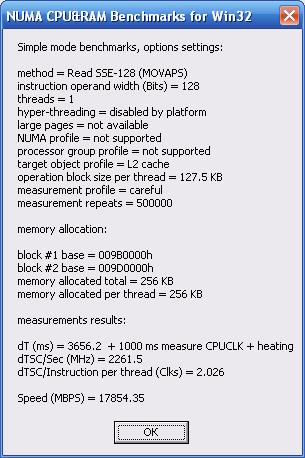 NUMA CPU&RAM Benchmarks for Win32
Simple mode benchmarks, options settings:
method = Read SSE-128 (MOVAPS)
instruction operand width (Bits) = 128
threads = 1
hyper-threading = disabled by platform
large pages = not available
NUMA profile = not supported
processor group profile = not supported
target object profile = L2 cache
operation block size per thread = 127.5 KB
measurement profile = careful
measurement repeats = 500000
memory allocation:
block #1 base = 009B0000h
block #2 base = 009D0000h
memory allocated total = 256 KB
memory allocated per thread = 256 KB
measurements results:
dT (ms) = 3656.2 + 1000 ms measure CPUCLK + heating
dTSC/Sec (MHz) = 2261.5
dTSC/Instruction per thread (Clks) = 2.026
Speed (MBPS) = 17854.35
OK